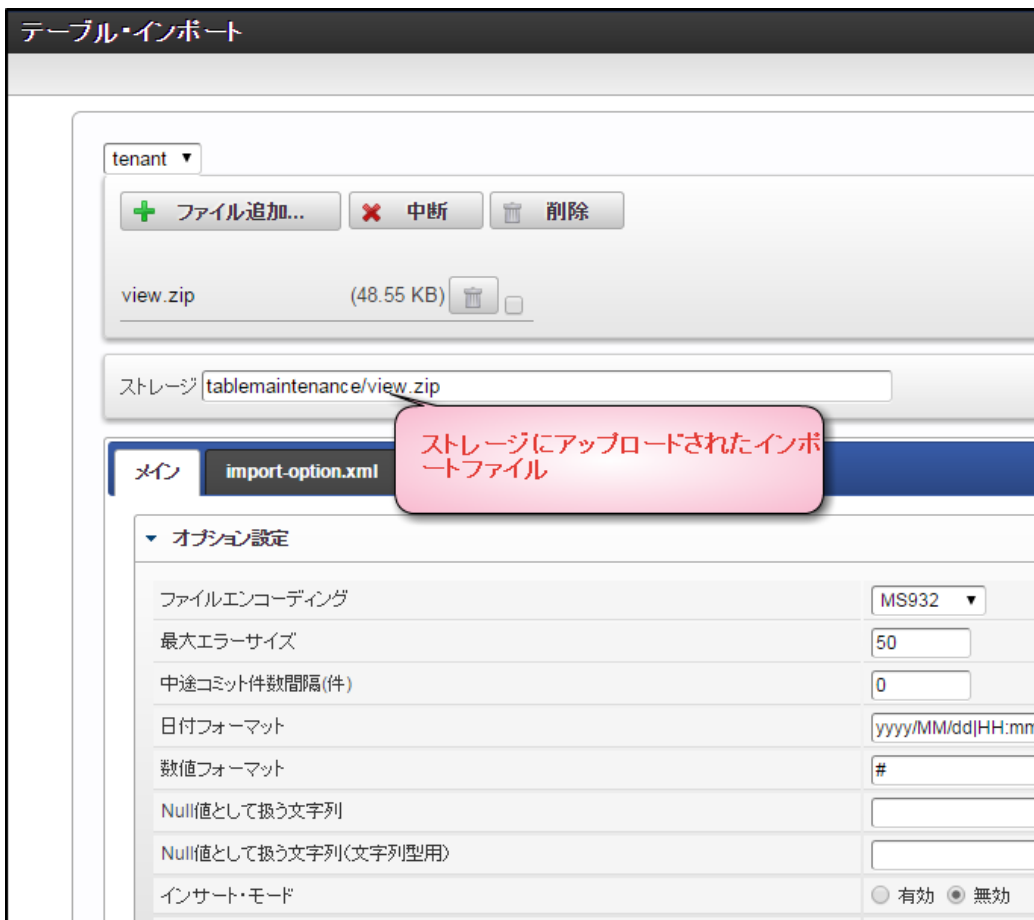 テーブル・インポート
tenant
ファイル追加...
中断
削除
view.zip (48.55 KB)
ストレージ tablemaintenance/view.zip
ストレージにアップロードされたインポ
ートファイル
メイン
import-option.xml
オプション設定
ファイルエンコーディング MS932
最大エラーサイズ 50
中途コミット件数間隔(件) 0
日付フォーマット yyyy/MM/dd|HH:mm
数値フォーマット #
Null値として扱う文字列
Null値として扱う文字列(文字列型用)
インサート・モード 有効 無効